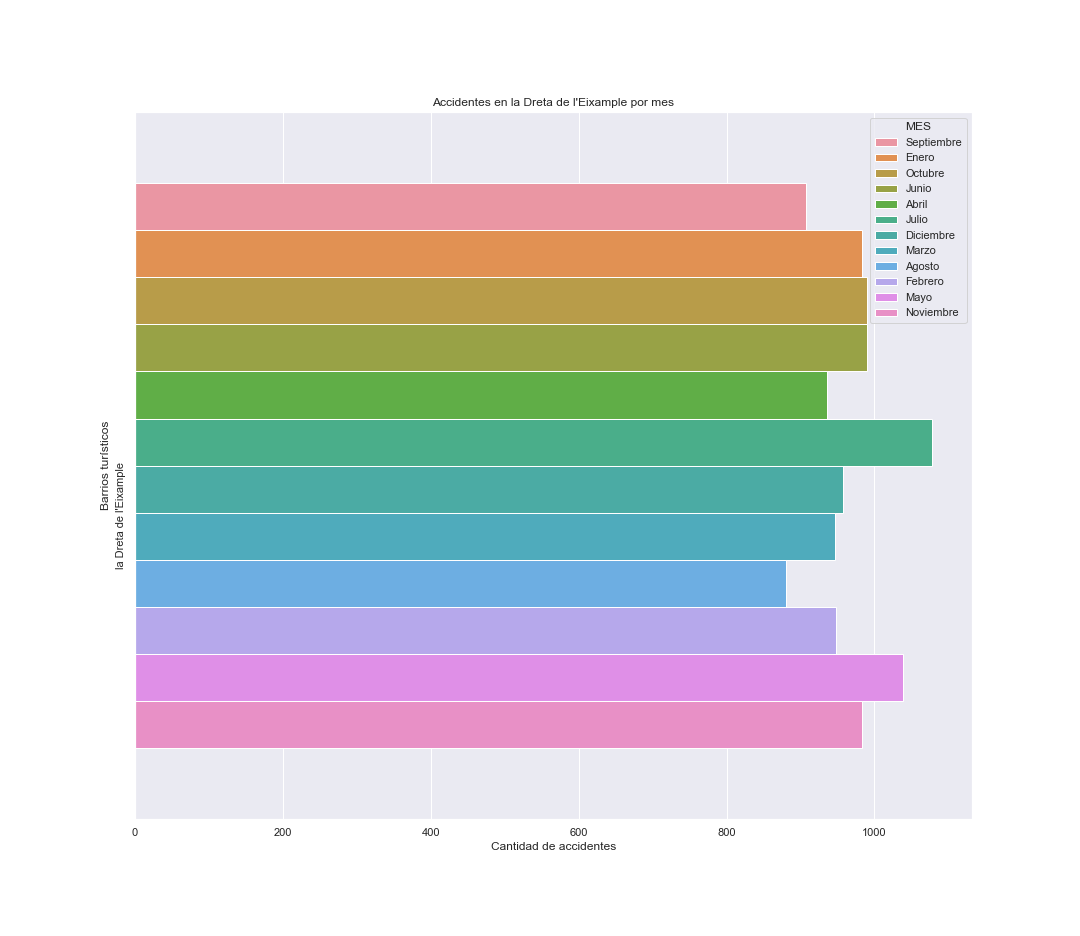 Accidentes en la Dreta de l'Eixample por mes
MES
Septiembre
Enero
Octubre
Junio
Abril
Julio
Diciembre
Marzo
Agosto
Febrero
Mayo
Noviembre
Barrios turísticos
la Dreta de l'Eixample
0 200 400 600 800 1000
Cantidad de accidentes